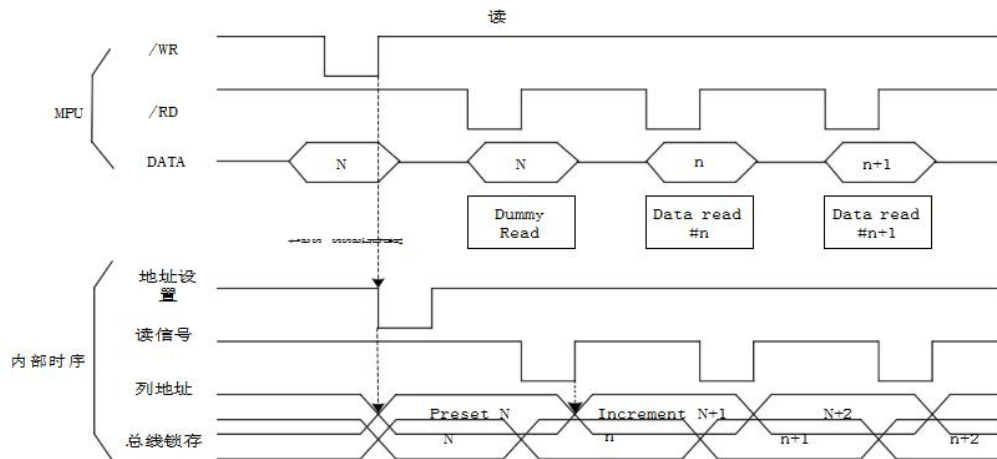 读
/WR
MPU
/RD
DATA
N
N
n
n+1
Dummy
Read
Data read
#n
Data read
#n+1
地址设
置
读信号
内部时序
列地址
Preset N
Increment N+1
N+2
总线锁存
N
n
n+1
n+2